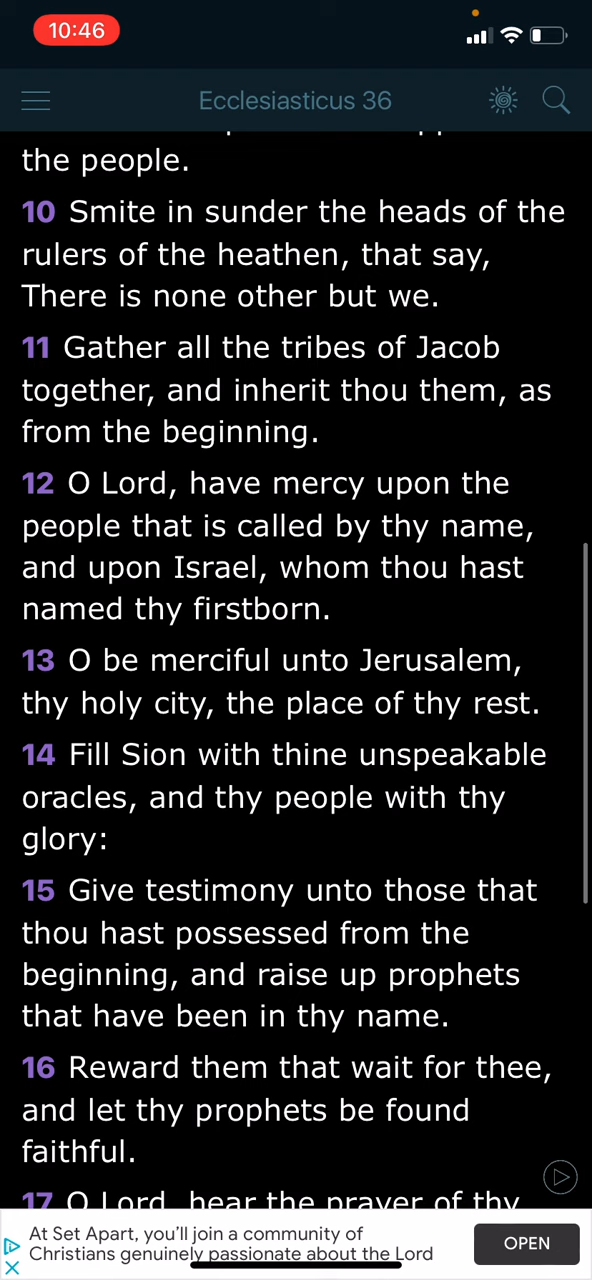 10:46
Ecclesiasticus 36
the people.
10 Smite in sunder the heads of the
rulers of the heathen, that say,
There is none other but we.
11 Gather all the tribes of Jacob
together, and inherit thou them, as
from the beginning.
12 O Lord, have mercy upon the
people that is called by thy name,
and upon Israel, whom thou hast
named thy firstborn.
13 O be merciful unto Jerusalem,
thy holy city, the place of thy rest.
14 Fill Sion with thine unspeakable
oracles, and thy people with thy
glory:
15 Give testimony unto those that
thou hast possessed from the
beginning, and raise up prophets
that have been in thy name.
16 Reward them that wait for thee,
and let thy prophets be found
faithful.
17 O Lord, hear the prayer of thy
At Set Apart, you'll join a community of
Christians genuinely passionate about the Lord
OPEN